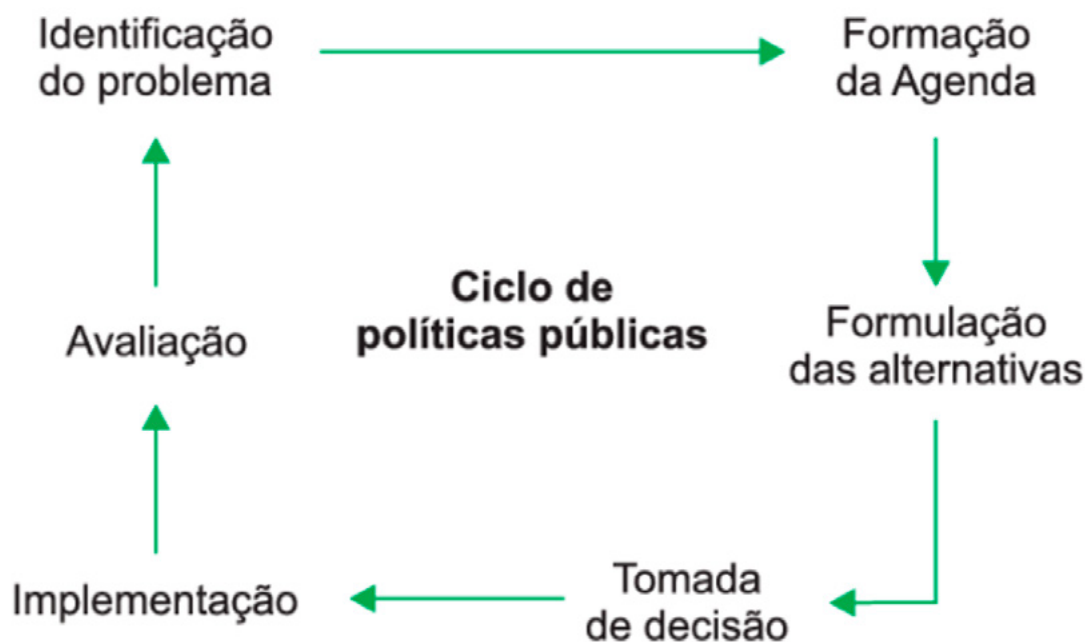 Identificação
do problema
Formação
da Agenda
Ciclo de
políticas públicas
Avaliação
Formulação
das alternativas
Implementação
Tomada
de decisão